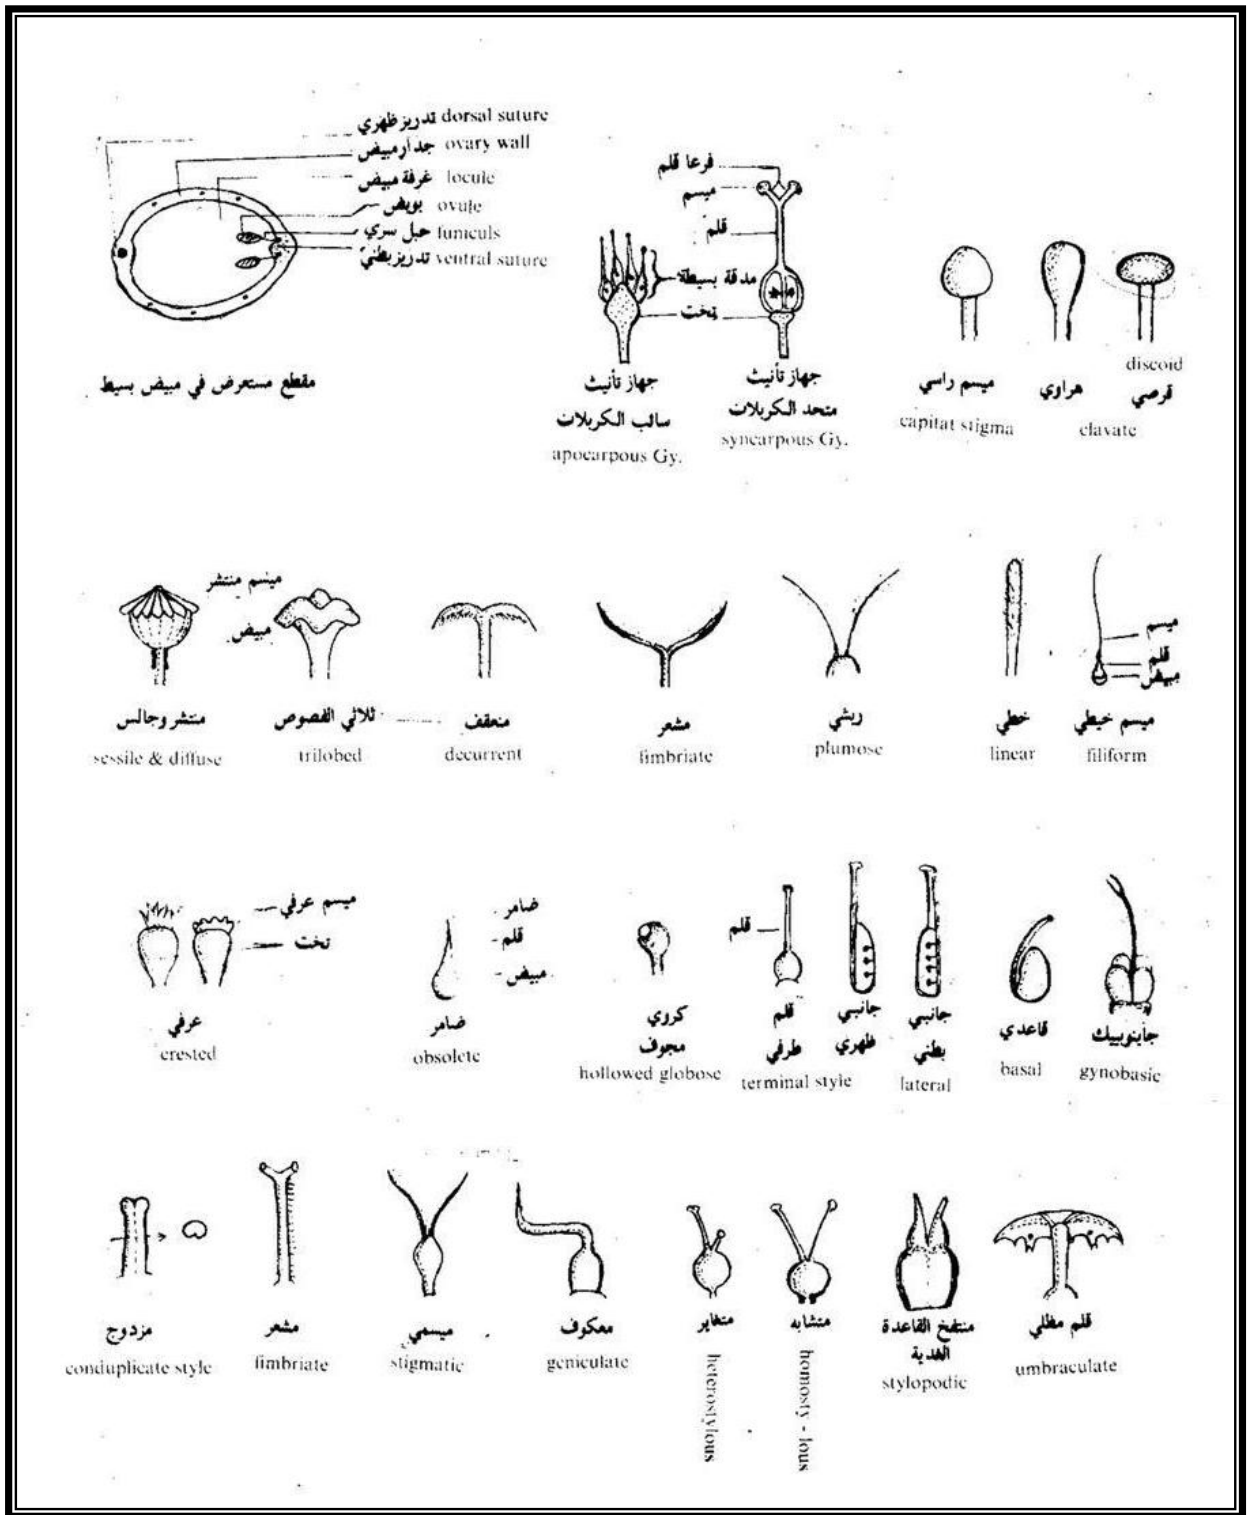 تدريز ظهري dorsal suture
جدار مبيض ovary wall
غرفة مبيض locule
بويض ovule
حبل سري funiculs
تدريز بطني ventral suture
مقطع مستعرض في مبيض بسيط
فرعا قلم
ميسم
قلم
مدقة بسيطة
تخت
جهاز تأنيث
سائب الكربلات
apocarpous Gy.
جهاز تأنيث
متحد الكربلات
syncarpous Gy.
ميسم راسي
capitat stigma
هراوي
clavate
discoid
قرصي
ميسم منتشر
مبيض
منتشر وجالس
sessile & diffuse
ثلاثي الفصوص
trilobed
منعقف
decurrent
مشعر
fimbriate
ريشي
plumose
خطي
linear
ميسم
قلم
مبيض
ميسم خيطي
filiform
ميسم عرفي
تخت
عرفي
crested
ضامر
قلم
مبيض
ضامر
obsolete
كروي
مجوف
hollowed globose
قلم
قلم
طرفي
terminal style
جانبي
ظهري
جانبي
بطني
lateral
قاعدي
basal
جاينوبيك
gynobasic
مزدوج
conduplicate style
مشعر
fimbriate
ميسمي
stigmatic
معكوف
geniculate
متغاير
heterostylous
متشابه
homosty - lous
منتفخ القاعدة
الغدية
stylopodic
قلم مظلي
umbraculate